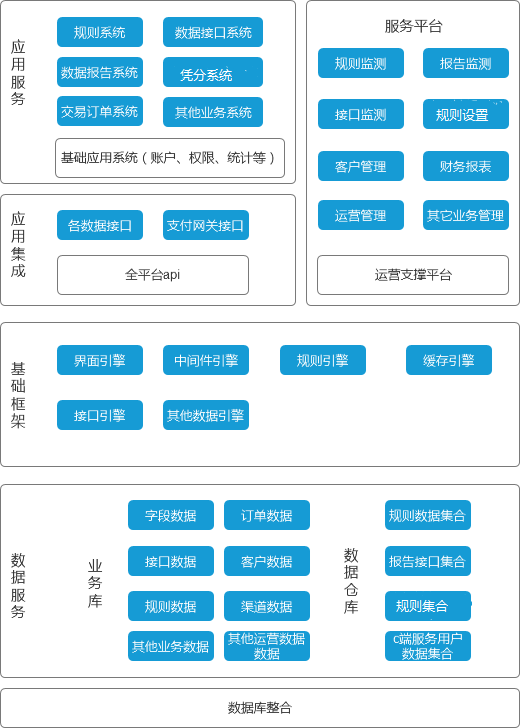 应用服务
规则系统
数据接口系统
数据报告系统
凭分系统
交易订单系统
其他业务系统
基础应用系统（账户、权限、统计等）
应用集成
各数据接口
支付网关接口
全平台api
服务平台
规则监测
报告监测
接口监测
规则设置
客户管理
财务报表
运营管理
其它业务管理
运营支撑平台
基础框架
界面引擎
中间件引擎
规则引擎
缓存引擎
接口引擎
其他数据引擎
数据服务
业务库
字段数据
订单数据
接口数据
客户数据
规则数据
渠道数据
其他业务数据
其他运营数据
数据
数据仓库
规则数据集合
报告接口集合
规则集合
c端服务用户
数据集合
数据库整合